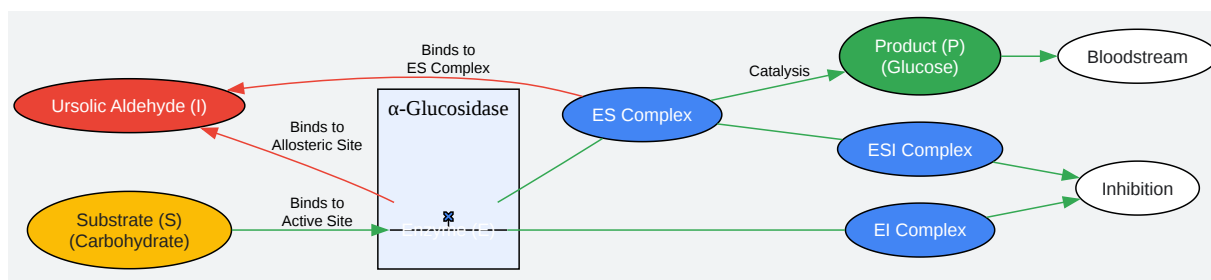 Binds to
ES Complex
Ursolic Aldehyde (I)
Binds to
Allosteric Site
α-Glucosidase
ES Complex
Catalysis
Product (P)
(Glucose)
Bloodstream
ESI Complex
Inhibition
Substrate (S)
(Carbohydrate)
Binds to
Active Site
Enzyme (E)
EI Complex